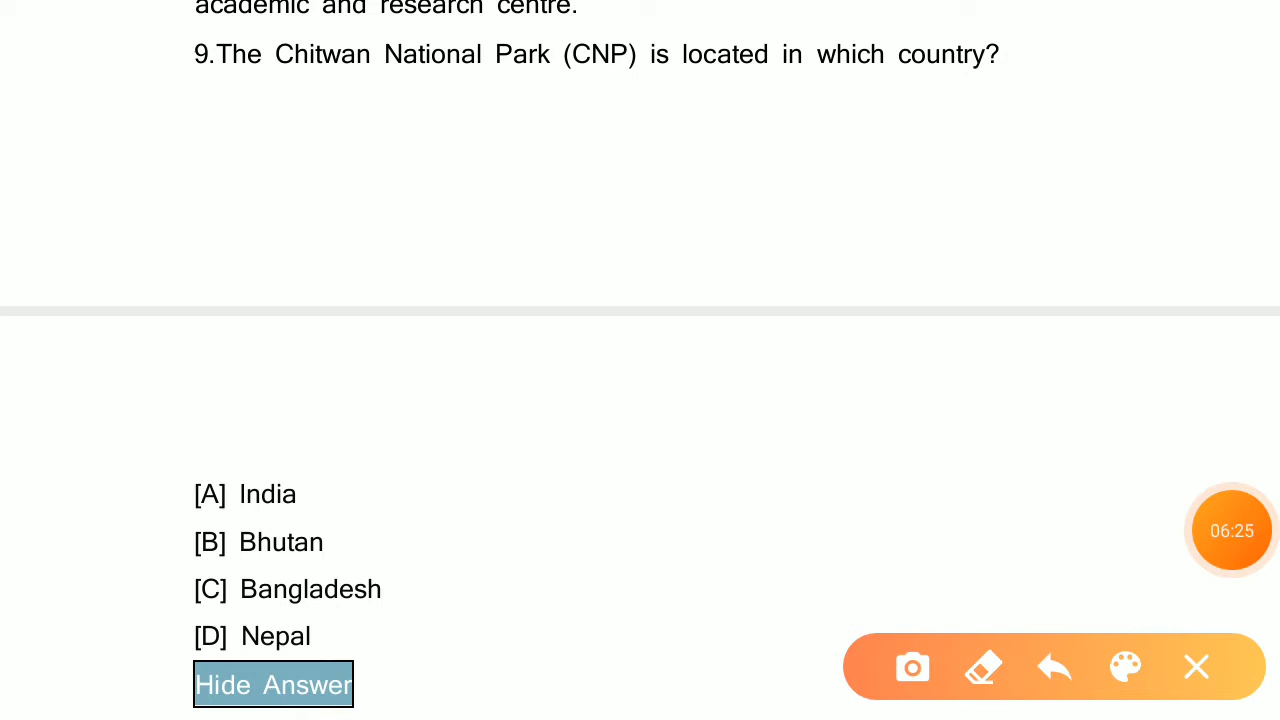 academic and research centre.
9.The Chitwan National Park (CNP) is located in which country?
[A] India
[B] Bhutan
[C] Bangladesh
[D] Nepal
Hide Answer
06:25